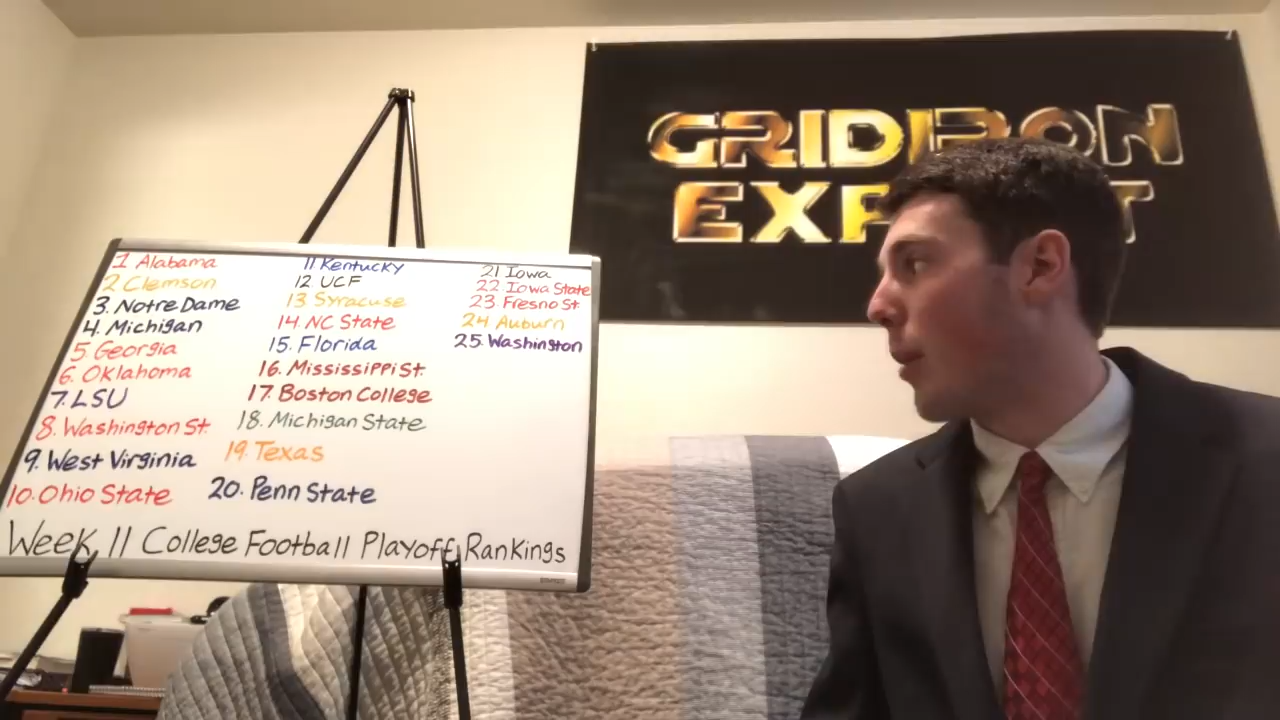 GRIDIRON
EXPERT
1 Alabama
2 Clemson
3. Notre Dame
4. Michigan
5. Georgia
6. Oklahoma
7. LSU
8. Washington St.
9. West Virginia
10. Ohio State
11 Kentucky
12 UCF
13 Syracuse
14 NC State
15. Florida
16. Mississippi St.
17. Boston College
18. Michigan State
19. Texas
20. Penn State
21 Iowa
22. Iowa State
23. Fresno St
24 Auburn
25. Washington
Week 11 College Football Playoff Rankings